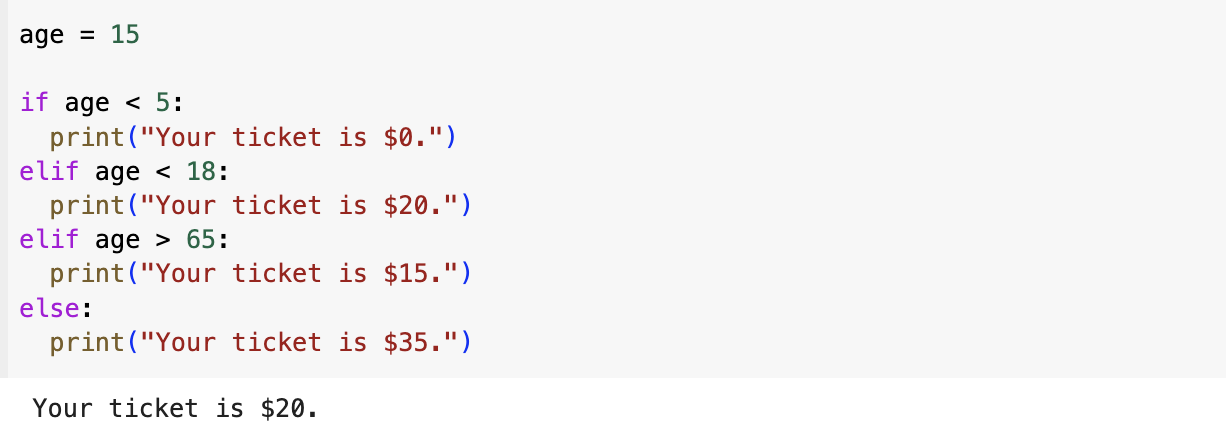 age = 15
if age < 5:
  print("Your ticket is $0.")
elif age < 18:
  print("Your ticket is $20.")
elif age > 65:
  print("Your ticket is $15.")
else:
  print("Your ticket is $35.")
Your ticket is $20.